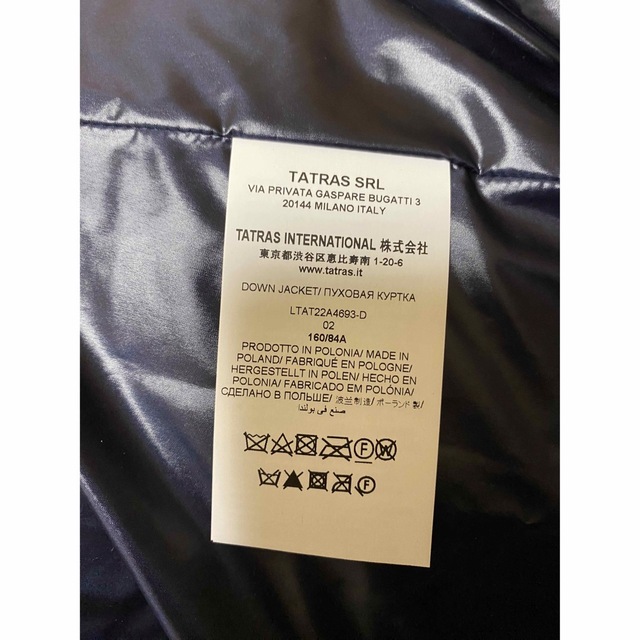 TATRAS SRL
VIA PRIVATA GASPARE BUGATTI 3
20144 MILANO ITALY
TATRAS INTERNATIONAL 株式会社
東京都渋谷区恵比寿南 1-20-6
www.tatras.it
DOWN JACKET/ ПУХОВАЯ КУРТКА
LTAT22A4693-D
02
160/84A
PRODOTTO IN POLONIA/ MADE IN
POLAND/ FABRIQUÉ EN POLOGNE/
HERGESTELLT IN POLEN/ HECHO EN
POLONIA/ FABRICADO EM POLÓNIA/
СДЕЛАНО В ПОЛЬШЕ/ 波兰制造/ ポーランド製/
صنع في بولندا
F W
F